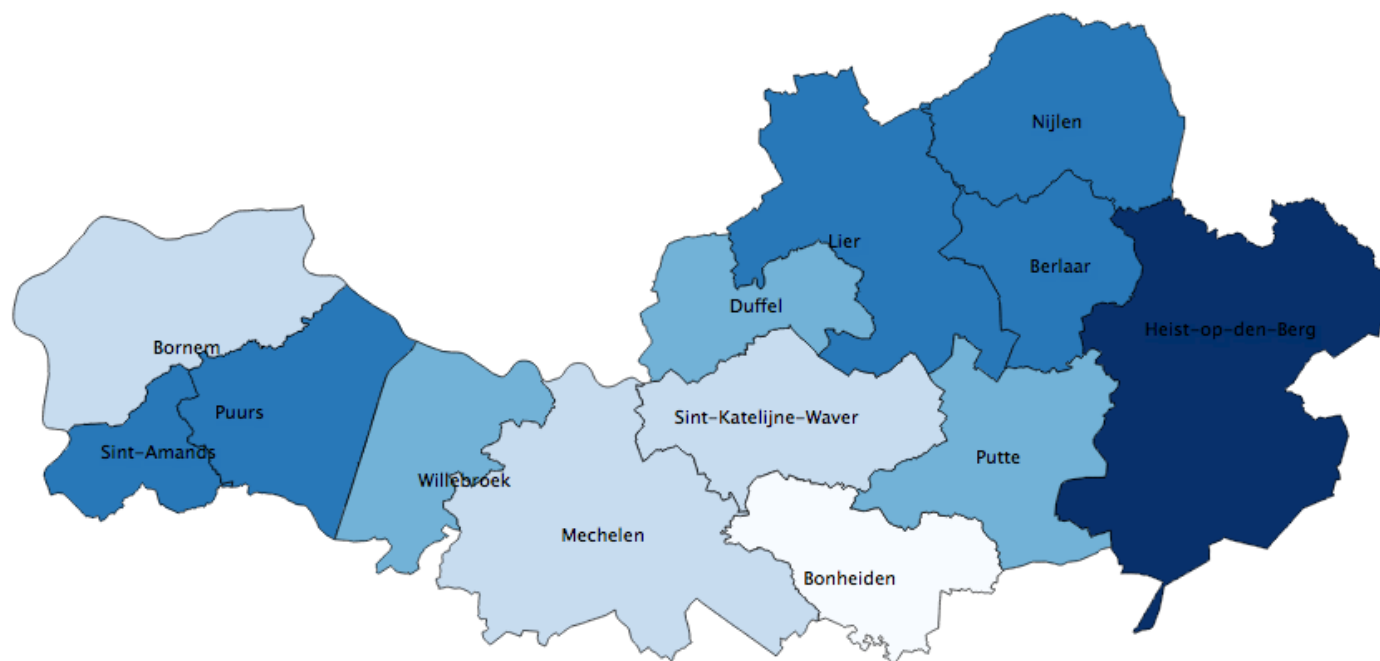 Nijlen
Lier
Berlaar
Duffel
Heist-op-den-Berg
Bornem
Puurs
Sint-Katelijne-Waver
Sint-Amands
Putte
Willebroek
Mechelen
Bonheiden